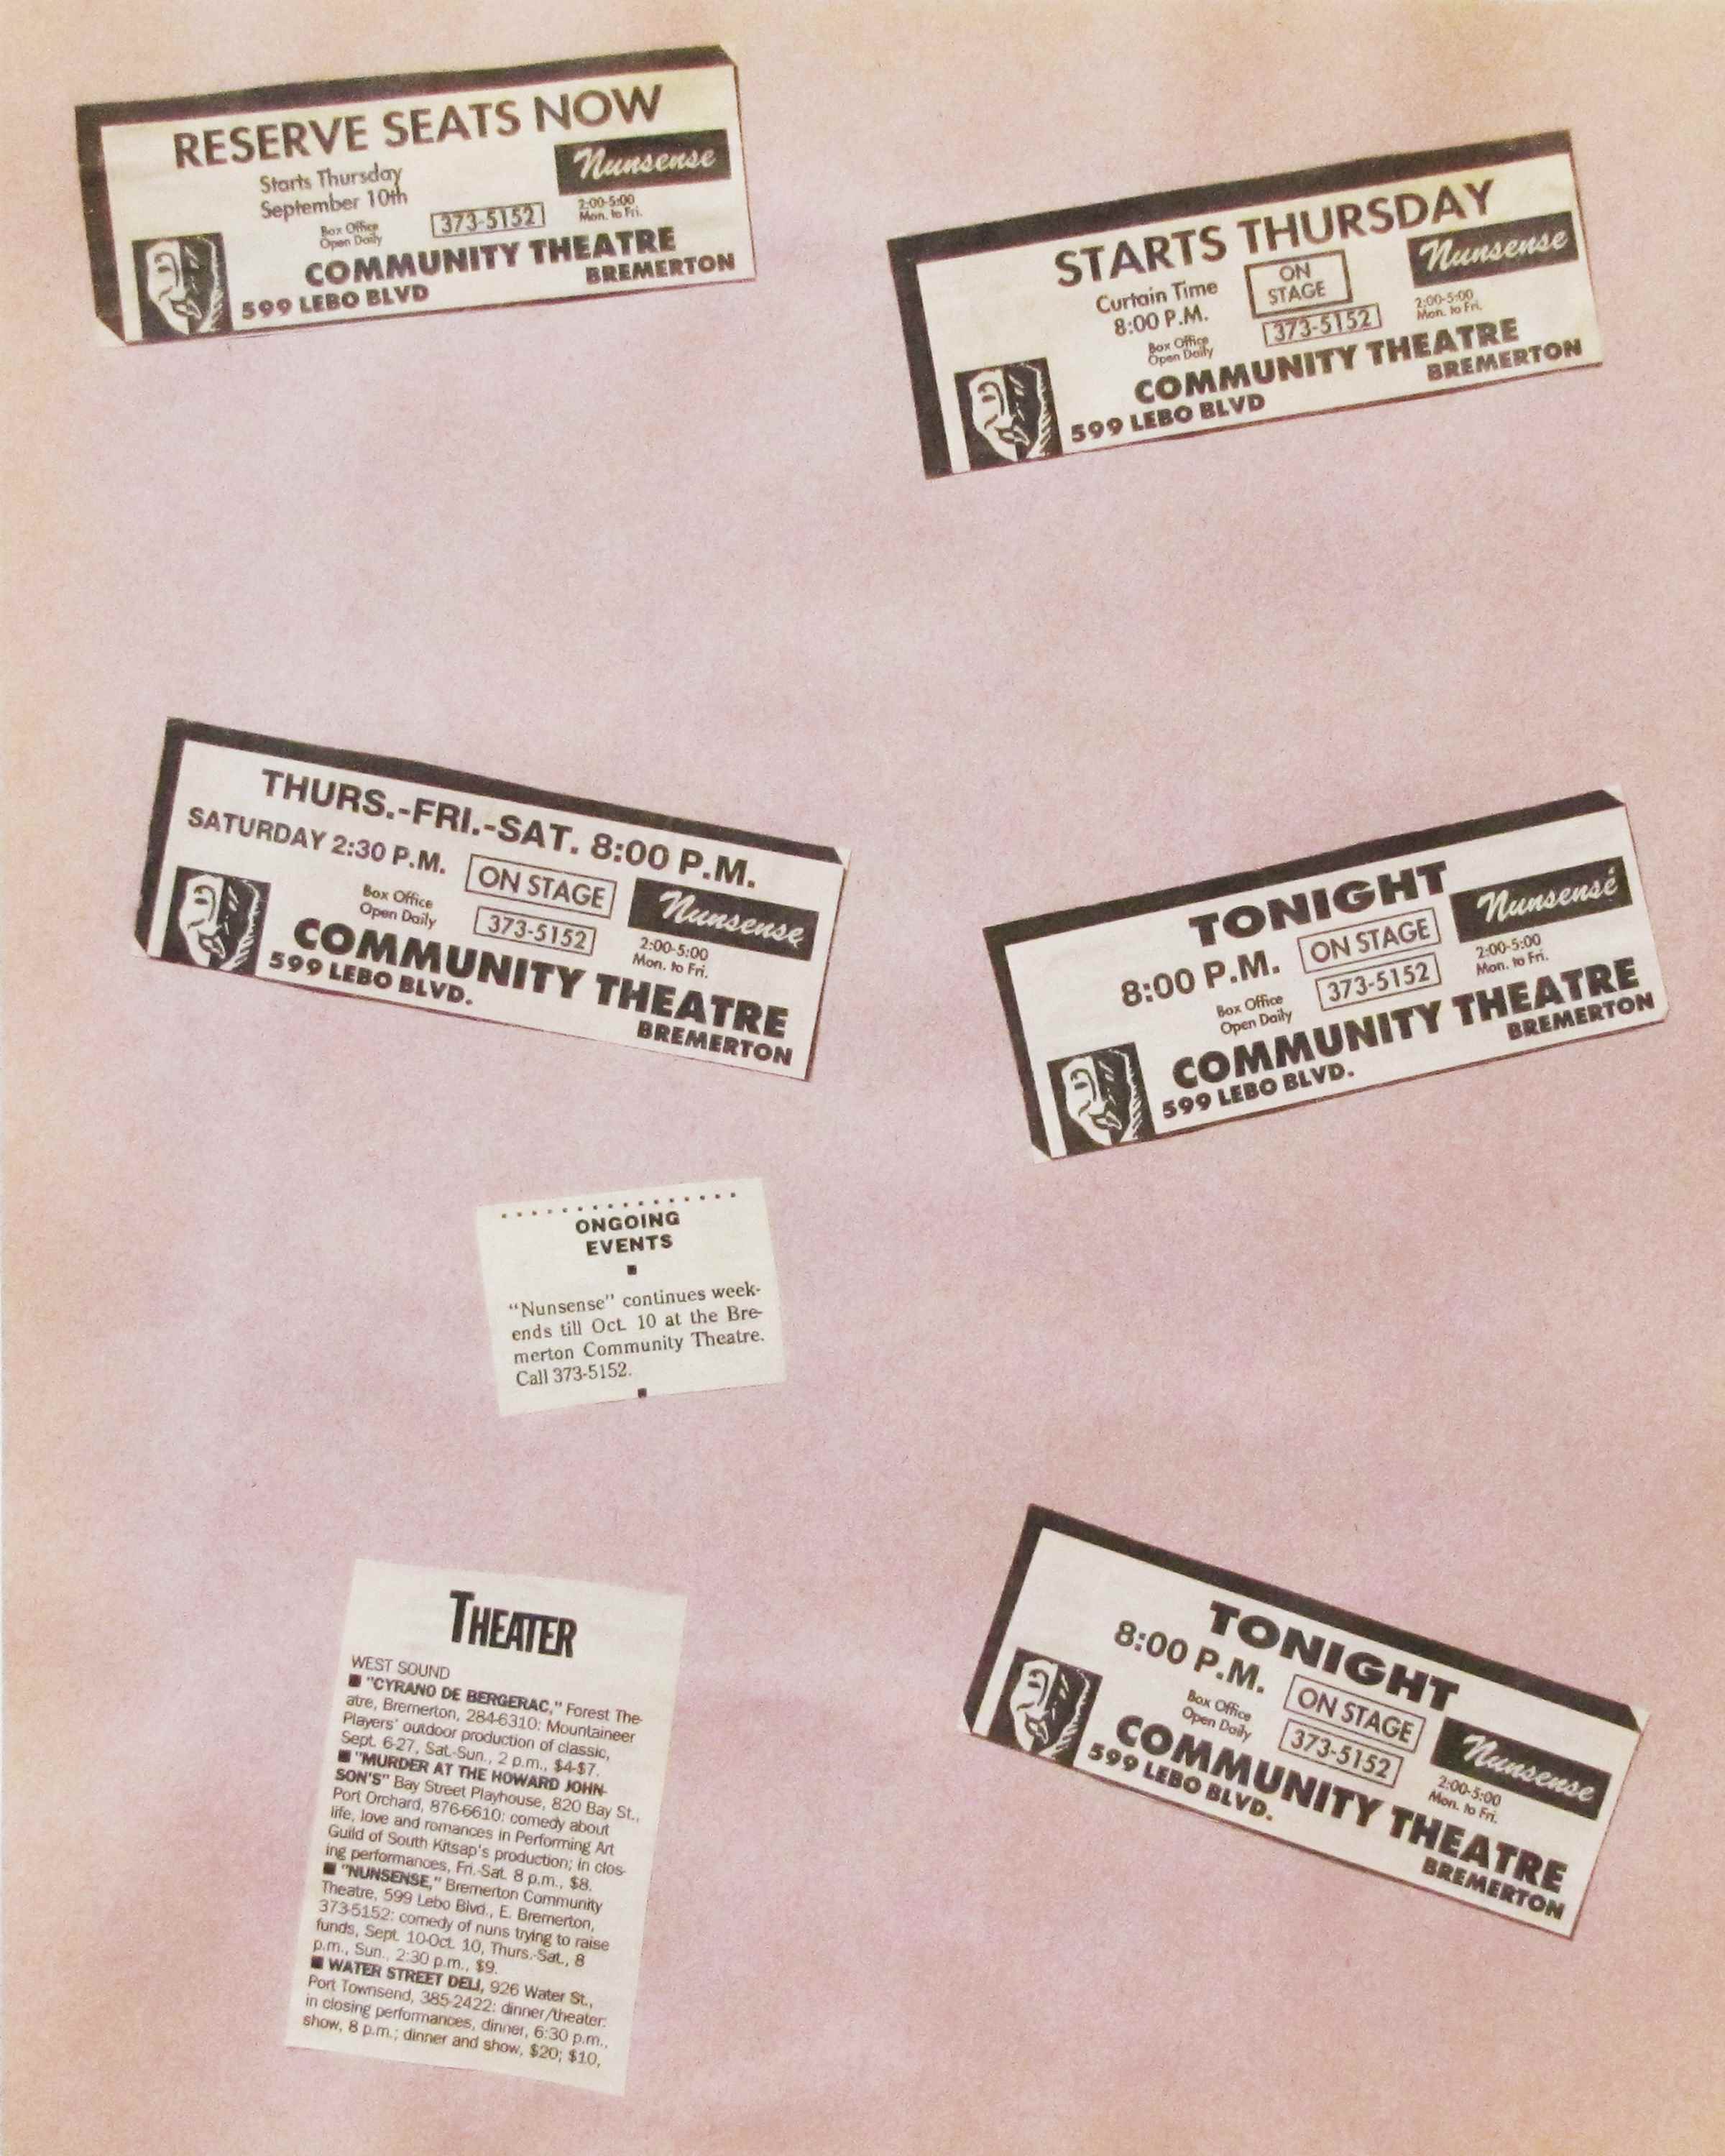 RESERVE SEATS NOW
Starts Thursday
September 10th
Nunsense
Box Office
Open Daily
373-5152
2:00-5:00
Mon. to Fri.
COMMUNITY THEATRE
BREMERTON
599 LEBO BLVD
STARTS THURSDAY
Curtain Time
8:00 P.M.
ON
STAGE
Nunsense
Box Office
Open Daily
373-5152
2:00-5:00
Mon. to Fri.
COMMUNITY THEATRE
BREMERTON
599 LEBO BLVD
THURS.-FRI.-SAT. 8:00 P.M.
SATURDAY 2:30 P.M.
ON STAGE
Nunsense
Box Office
Open Daily
373-5152
2:00-5:00
Mon. to Fri.
COMMUNITY THEATRE
599 LEBO BLVD.
BREMERTON
TONIGHT
8:00 P.M.
ON STAGE
Nunsense
Box Office
Open Daily
373-5152
2:00-5:00
Mon. to Fri.
COMMUNITY THEATRE
BREMERTON
599 LEBO BLVD.
ONGOING
EVENTS
"Nunsense" continues week-
ends till Oct. 10 at the Bre-
merton Community Theatre.
Call 373-5152.
THEATER
WEST SOUND
■ "CYRANO DE BERGERAC," Forest The-
atre, Bremerton, 284-6310: Mountaineer
Players' outdoor production of classic,
Sept. 6-27, Sat.-Sun., 2 p.m., $4-$7.
■ "MURDER AT THE HOWARD JOHN-
SON'S" Bay Street Playhouse, 820 Bay St.,
Port Orchard, 876-6610: comedy about
life, love and romances in Performing Art
Guild of South Kitsap's production; in clos-
ing performances, Fri.-Sat. 8 p.m., $8.
■ "NUNSENSE," Bremerton Community
Theatre, 599 Lebo Blvd., E. Bremerton,
373-5152: comedy of nuns trying to raise
funds, Sept. 10-Oct. 10, Thurs.-Sat., 8
p.m., Sun., 2:30 p.m., $9.
■ WATER STREET DELI, 926 Water St.,
Port Townsend, 385-2422: dinner/theater:
in closing performances, dinner, 6:30 p.m.,
show, 8 p.m.; dinner and show, $20; $10,
TONIGHT
8:00 P.M.
ON STAGE
Nunsense
Box Office
Open Daily
373-5152
2:00-5:00
Mon. to Fri.
COMMUNITY THEATRE
599 LEBO BLVD.
BREMERTON